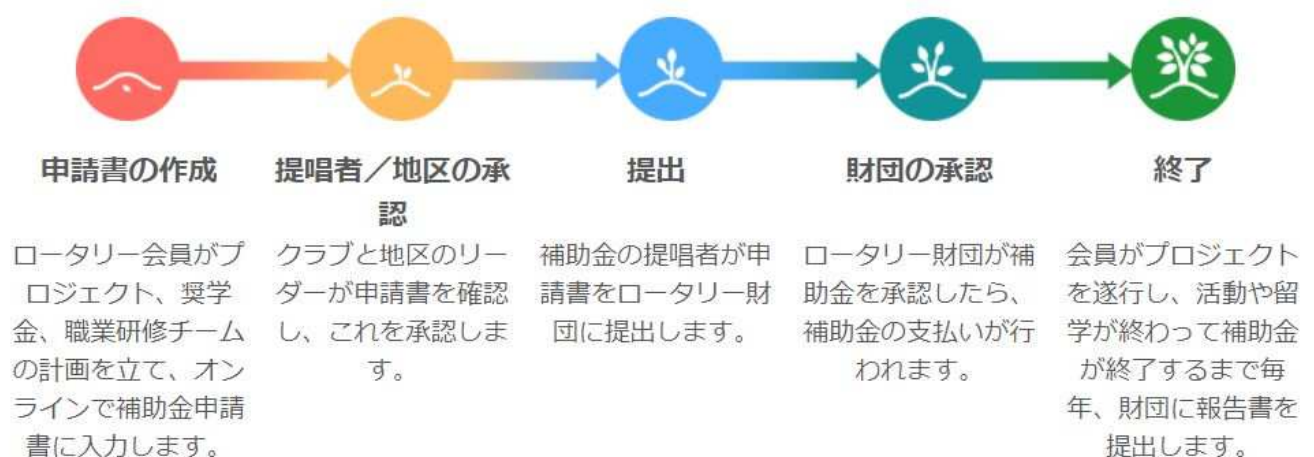 申請書の作成
ロータリー会員がプ
ロジェクト、奨学
金、職業研修チーム
の計画を立て、オン
ラインで補助金申請
書に入力します。
提唱者／地区の承
認
クラブと地区のリー
ダーが申請書を確認
し、これを承認しま
す。
提出
補助金の提唱者が申
請書をロータリー財
団に提出します。
財団の承認
ロータリー財団が補
助金を承認したら、
補助金の支払いが行
われます。
終了
会員がプロジェクト
を遂行し、活動や留
学が終わって補助金
が終了するまで毎
年、財団に報告書を
提出します。